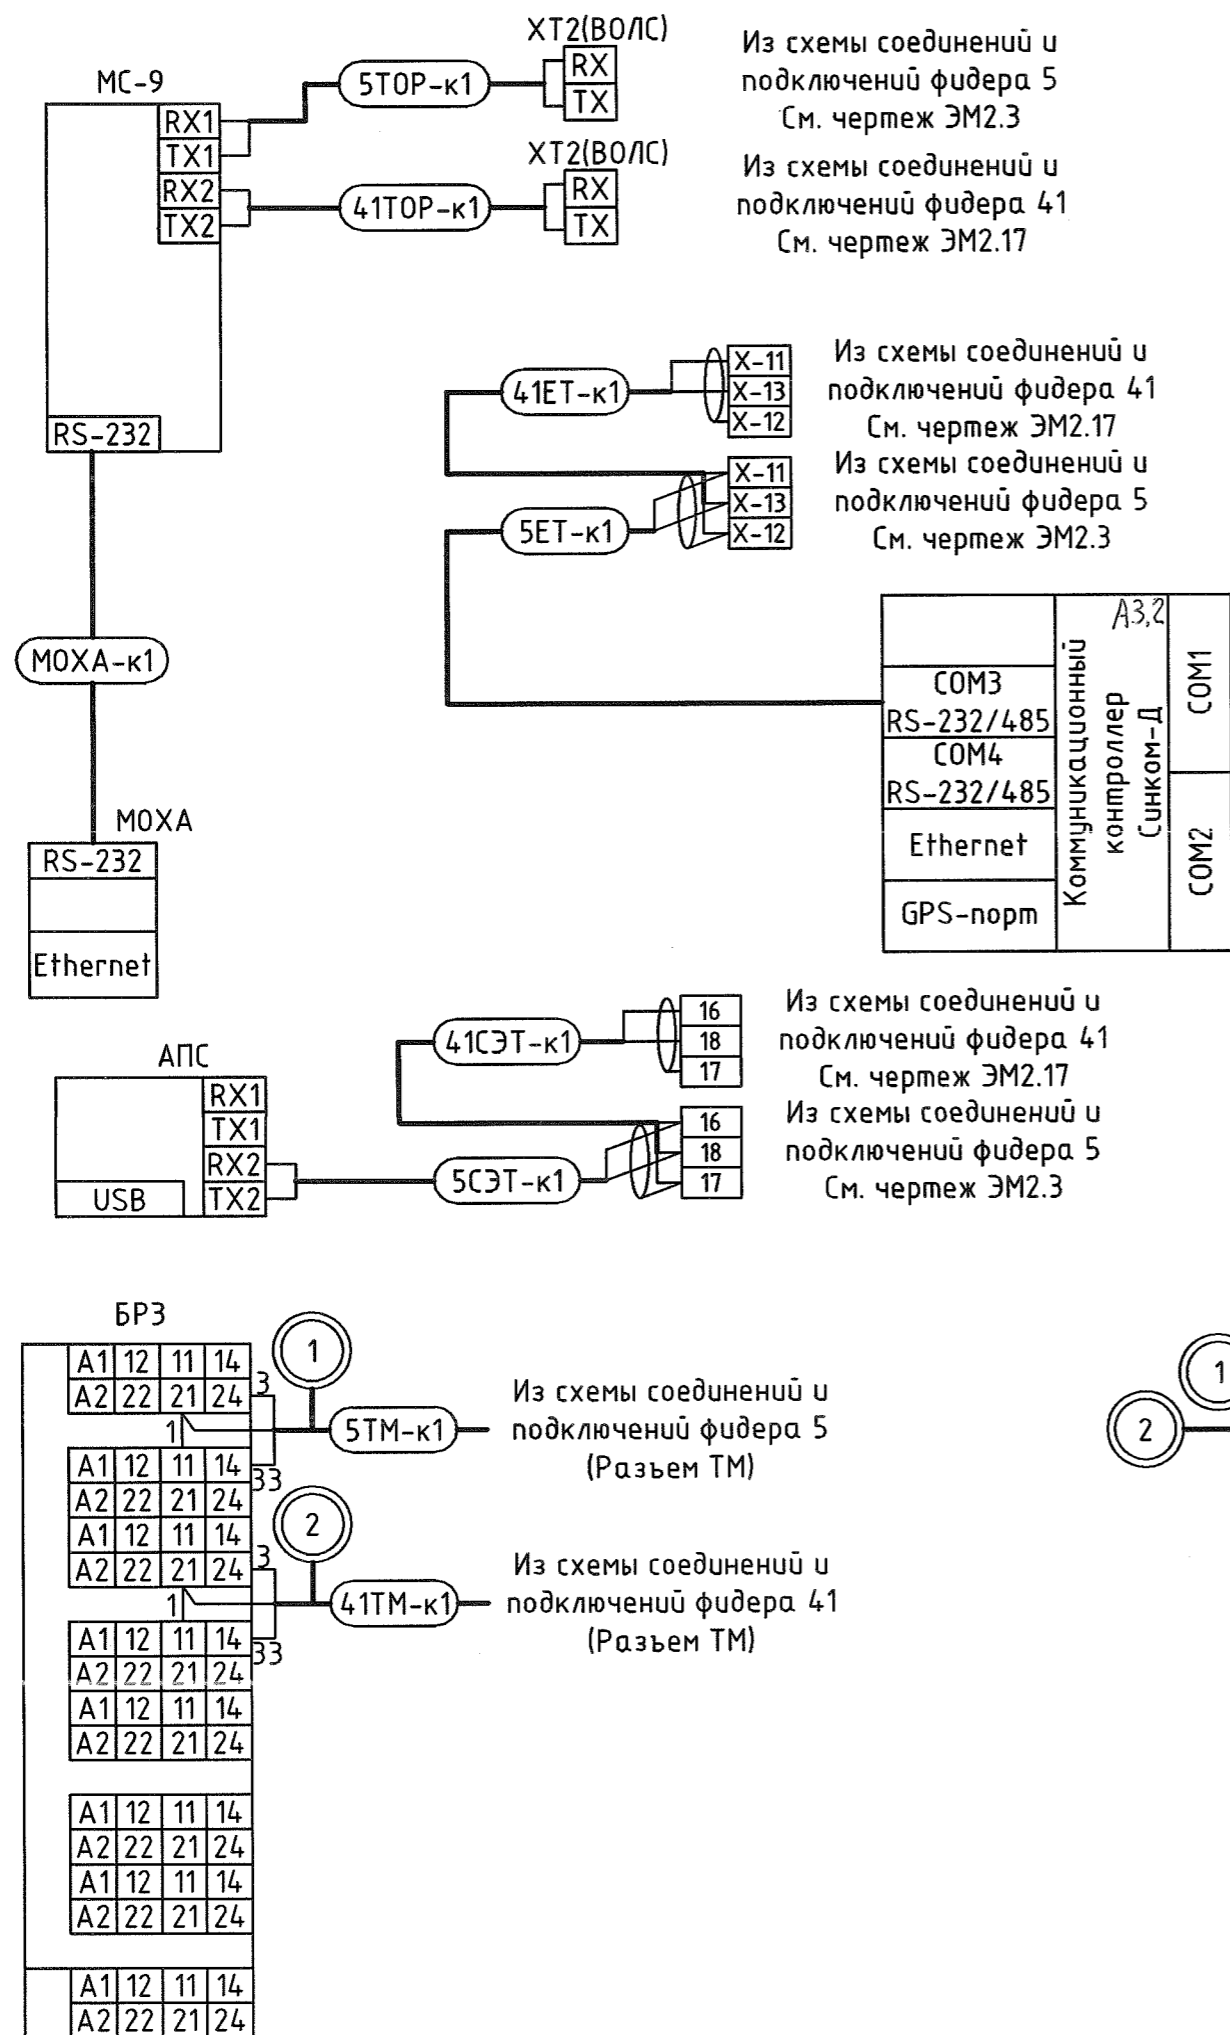 МС-9
RX1
TX1
RX2
TX2
RS-232
5ТОР-к1
ХТ2(ВОЛС)
RX
TX
Из схемы соединений и
подключений фидера 5
См. чертеж ЭМ2.3
41ТОР-к1
ХТ2(ВОЛС)
RX
TX
Из схемы соединений и
подключений фидера 41
См. чертеж ЭМ2.17
41ЕТ-к1
X-11
X-13
X-12
Из схемы соединений и
подключений фидера 41
См. чертеж ЭМ2.17
5ЕТ-к1
X-11
X-13
X-12
Из схемы соединений и
подключений фидера 5
См. чертеж ЭМ2.3
МОХА-к1
МОХА
RS-232
Ethernet
COM3
RS-232/485
COM4
RS-232/485
Ethernet
GPS-порт
Коммуникационный
контроллер
Синком-Д
А3,2
COM1
COM2
АПС
RX1
TX1
RX2
TX2
USB
41СЭТ-к1
16
18
17
Из схемы соединений и
подключений фидера 41
См. чертеж ЭМ2.17
5СЭТ-к1
16
18
17
Из схемы соединений и
подключений фидера 5
См. чертеж ЭМ2.3
БРЗ
A1 12 11 14
A2 22 21 24
3
1
1
5ТМ-к1
Из схемы соединений и
подключений фидера 5
(Разъем ТМ)
1
2
A1 12 11 14
33
A2 22 21 24
A1 12 11 14
A2 22 21 24
3
1
2
41ТМ-к1
Из схемы соединений и
подключений фидера 41
(Разъем ТМ)
A1 12 11 14
33
A2 22 21 24
A1 12 11 14
A2 22 21 24
A1 12 11 14
A2 22 21 24
A1 12 11 14
A2 22 21 24
A1 12 11 14
A2 22 21 24